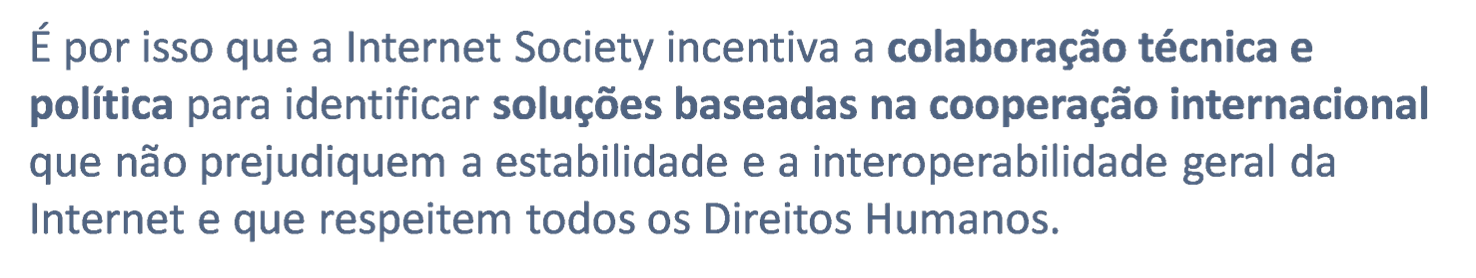 É por isso que a Internet Society incentiva a colaboração técnica e
política para identificar soluções baseadas na cooperação internacional
que não prejudiquem a estabilidade e a interoperabilidade geral da
Internet e que respeitem todos os Direitos Humanos.